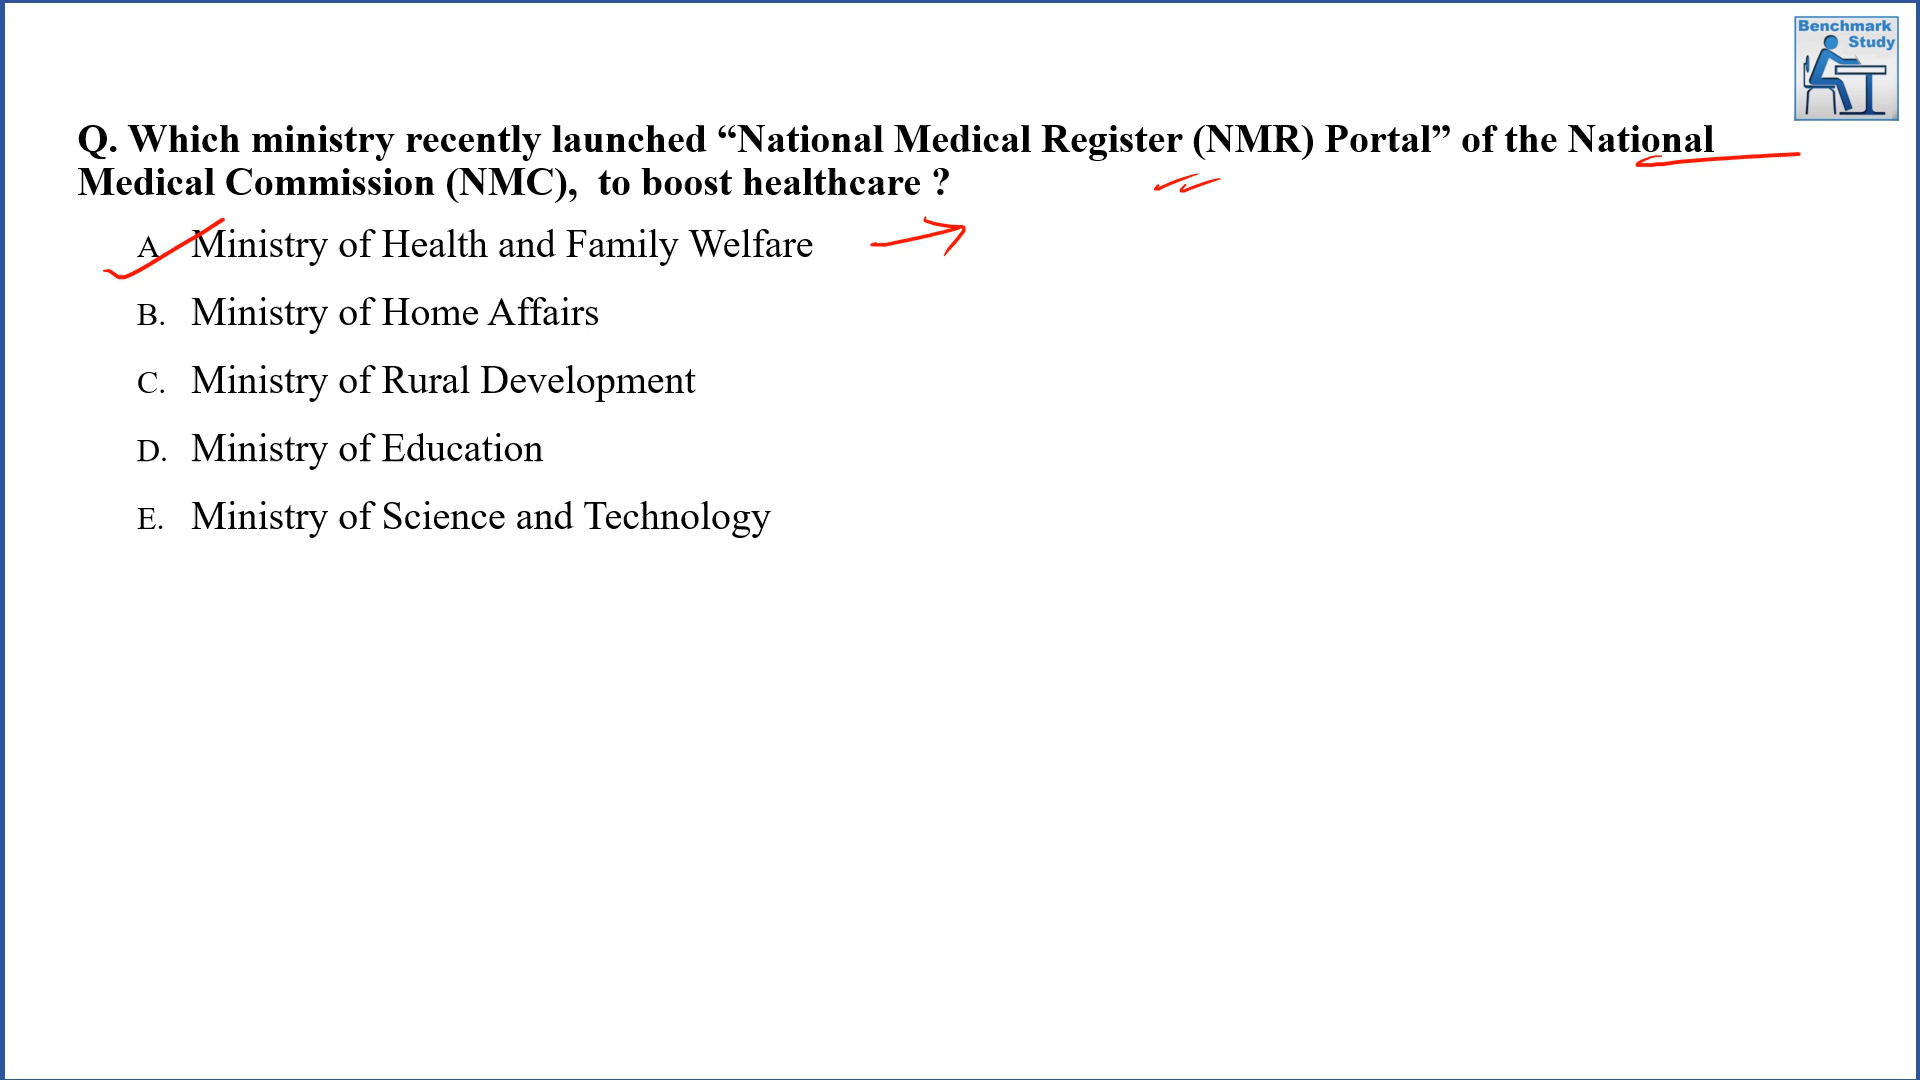 Benchmark
Study
Q. Which ministry recently launched “National Medical Register (NMR) Portal” of the National
Medical Commission (NMC),  to boost healthcare ?
A. Ministry of Health and Family Welfare
B. Ministry of Home Affairs
C. Ministry of Rural Development
D. Ministry of Education
E. Ministry of Science and Technology